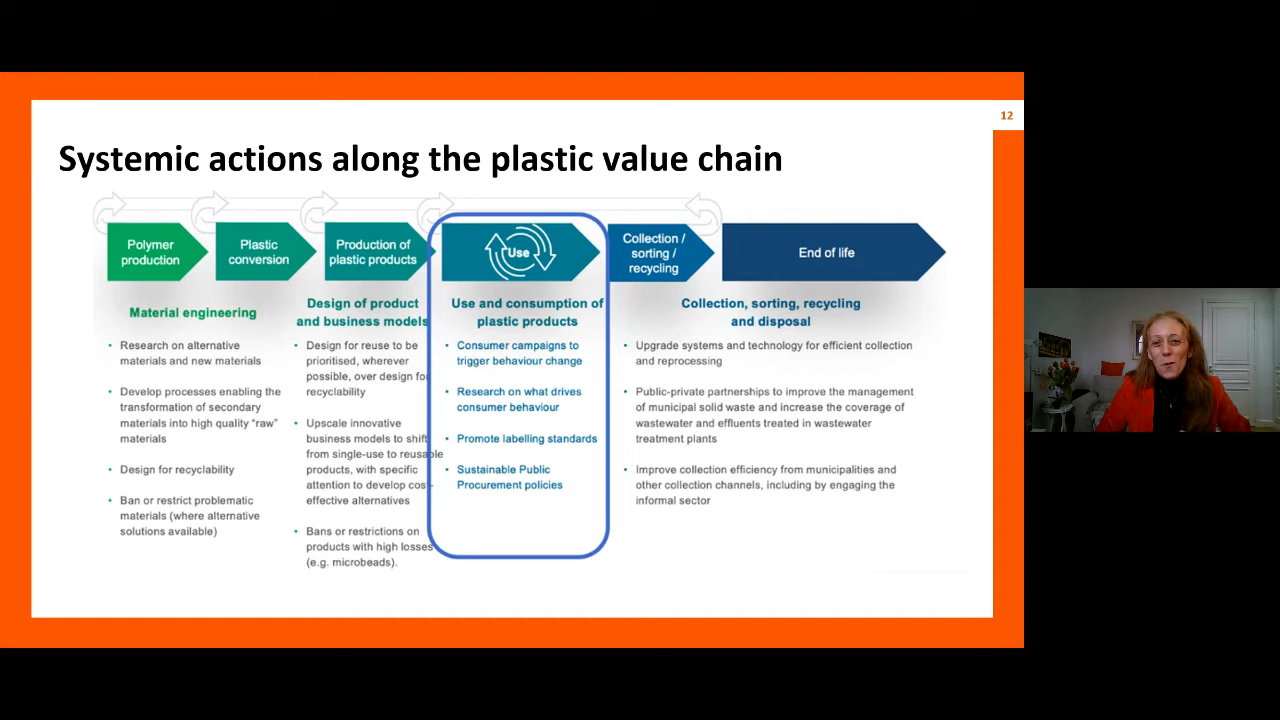 12
Systemic actions along the plastic value chain
Polymer
production
Plastic
conversion
Production of
plastic products
Use
Collection /
sorting /
recycling
End of life
Material engineering
• Research on alternative
materials and new materials
• Develop processes enabling the
transformation of secondary
materials into high quality “raw”
materials
• Design for recyclability
• Ban or restrict problematic
materials (where alternative
solutions available)
Design of product
and business models
• Design for reuse to be
prioritised, wherever
possible, over design for
recyclability
• Upscale innovative
business models to shift
from single-use to reusable
products, with specific
attention to develop cost-
effective alternatives
• Bans or restrictions on
products with high losses
(e.g. microbeads).
Use and consumption of
plastic products
• Consumer campaigns to
trigger behaviour change
• Research on what drives
consumer behaviour
• Promote labelling standards
• Sustainable Public
Procurement policies
Collection, sorting, recycling
and disposal
• Upgrade systems and technology for efficient collection
and reprocessing
• Public-private partnerships to improve the management
of municipal solid waste and increase the coverage of
wastewater and effluents treated in wastewater
treatment plants
• Improve collection efficiency from municipalities and
other collection channels, including by engaging the
informal sector